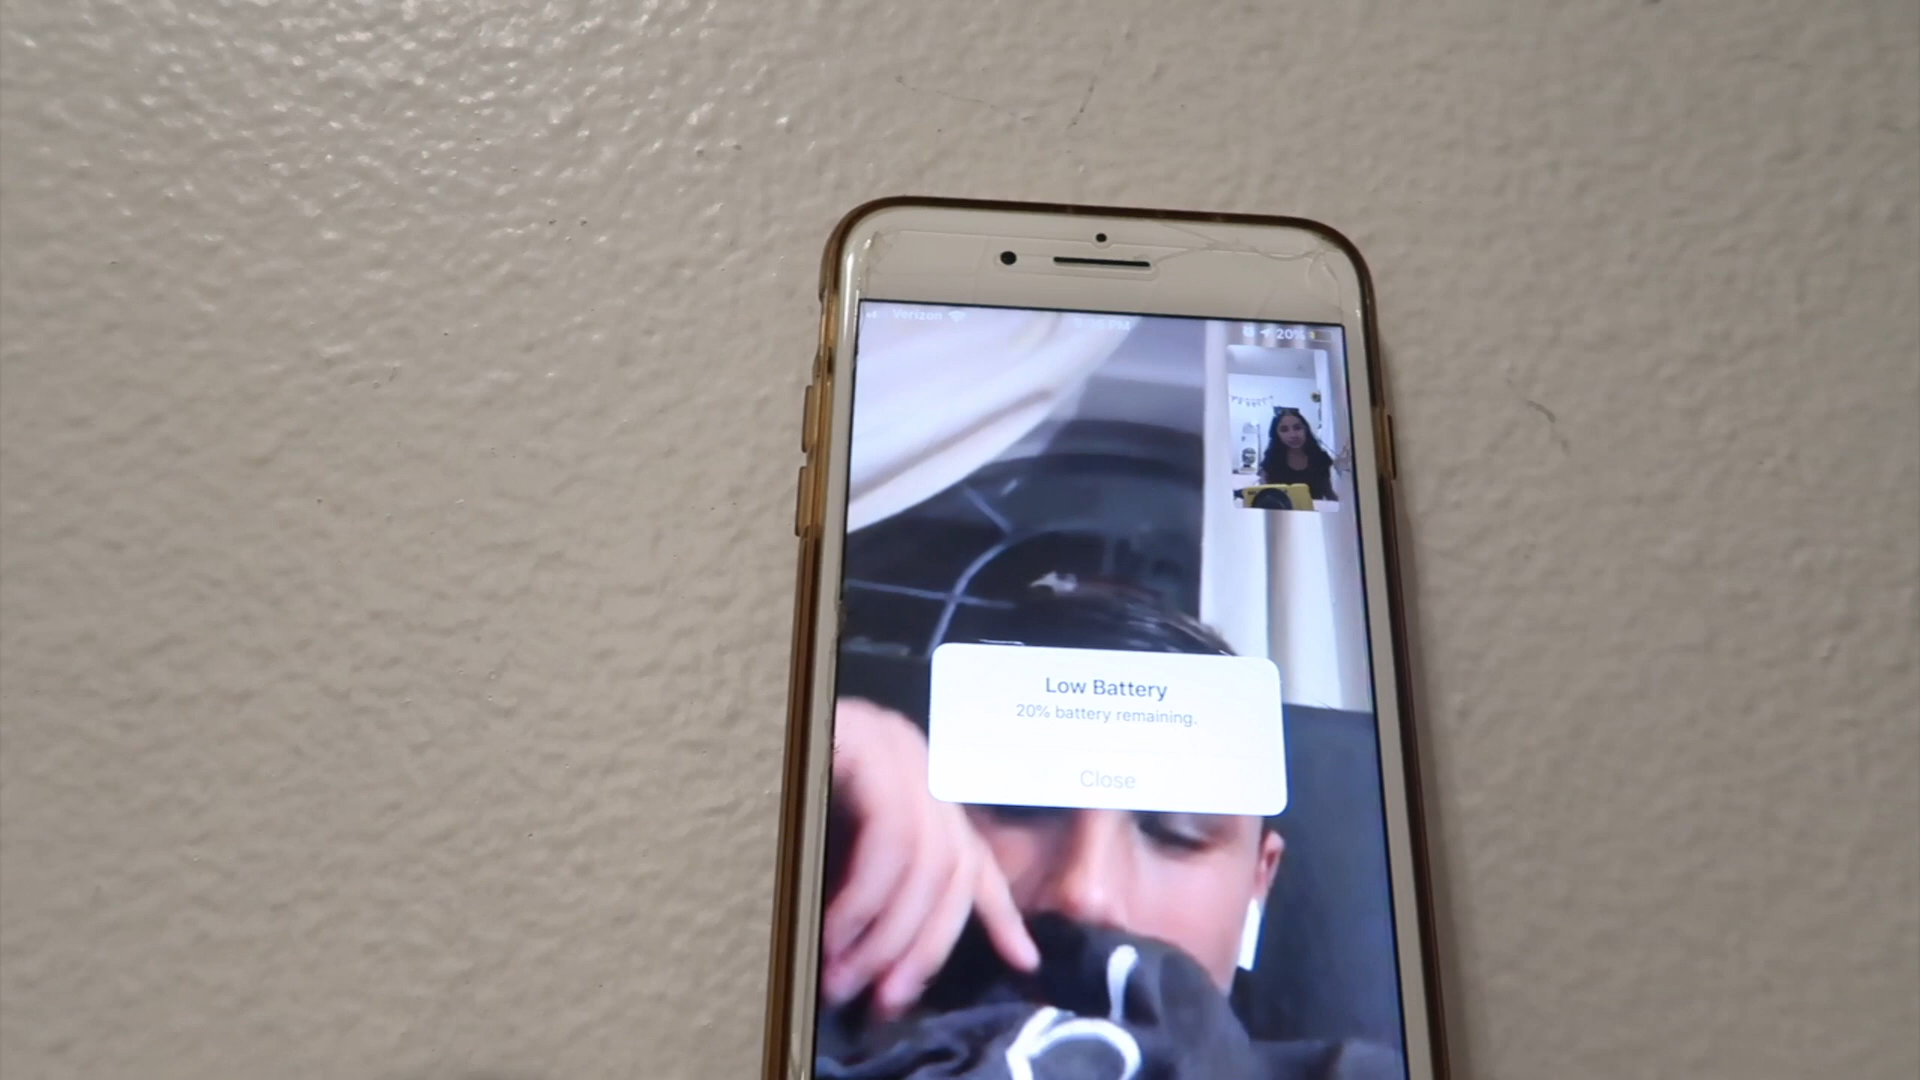 Verizon
20%
Low Battery
20% battery remaining.
Close